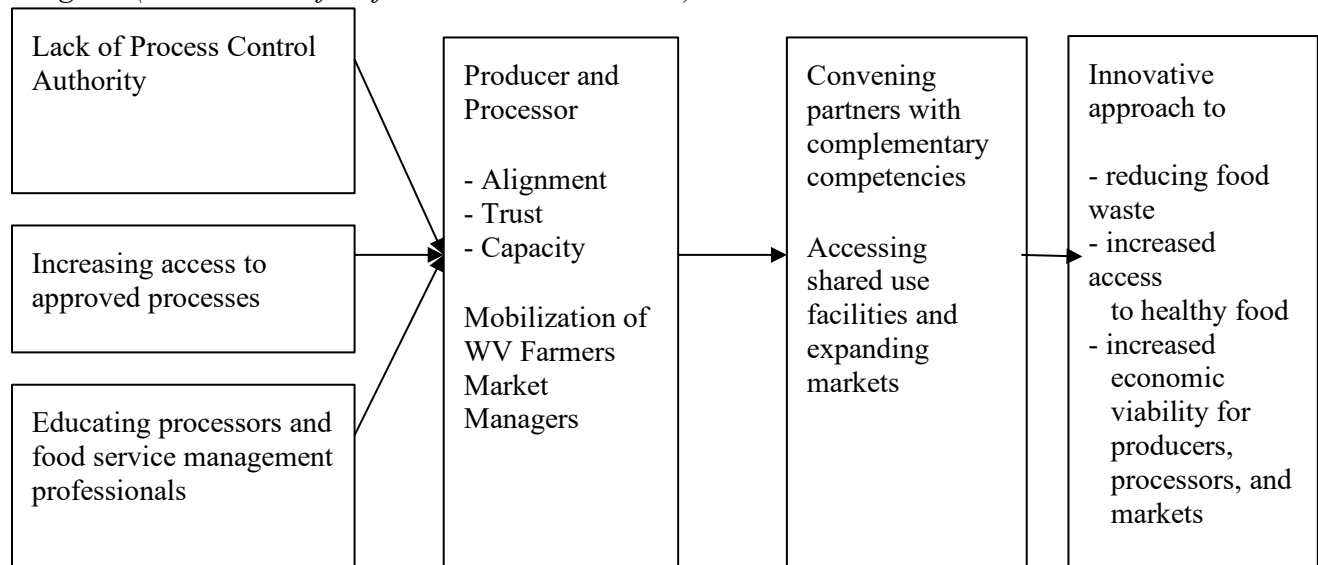 Lack of Process Control
Authority
Increasing access to
approved processes
Educating processors and
food service management
professionals
Producer and
Processor
- Alignment
- Trust
- Capacity
Mobilization of
WV Farmers
Market
Managers
Convening
partners with
complementary
competencies
Accessing
shared use
facilities and
expanding
markets
Innovative
approach to
- reducing food
waste
- increased
access
to healthy food
- increased
economic
viability for
producers,
processors, and
markets